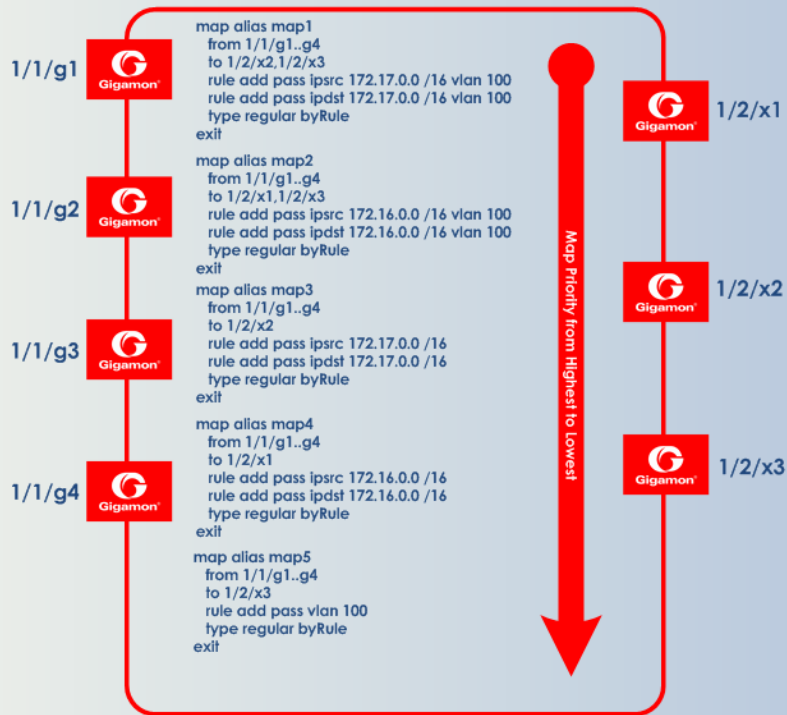 map alias map1
from 1/1/g1..g4
to 1/2/x2,1/2/x3
rule add pass ipsrc 172.17.0.0 /16 vlan 100
rule add pass ipdst 172.17.0.0 /16 vlan 100
type regular byRule
exit
map alias map2
from 1/1/g1..g4
to 1/2/x1,1/2/x3
rule add pass ipsrc 172.16.0.0 /16 vlan 100
rule add pass ipdst 172.16.0.0 /16 vlan 100
type regular byRule
exit
map alias map3
from 1/1/g1..g4
to 1/2/x2
rule add pass ipsrc 172.17.0.0 /16
rule add pass ipdst 172.17.0.0 /16
type regular byRule
exit
map alias map4
from 1/1/g1..g4
to 1/2/x1
rule add pass ipsrc 172.16.0.0 /16
rule add pass ipdst 172.16.0.0 /16
type regular byRule
exit
map alias map5
from 1/1/g1..g4
to 1/2/x3
rule add pass vlan 100
type regular byRule
exit
1/1/g1
Gigamon®
1/1/g2
Gigamon®
1/1/g3
Gigamon®
1/1/g4
Gigamon®
Map Priority from Highest to Lowest
Gigamon®
1/2/x1
Gigamon®
1/2/x2
Gigamon®
1/2/x3